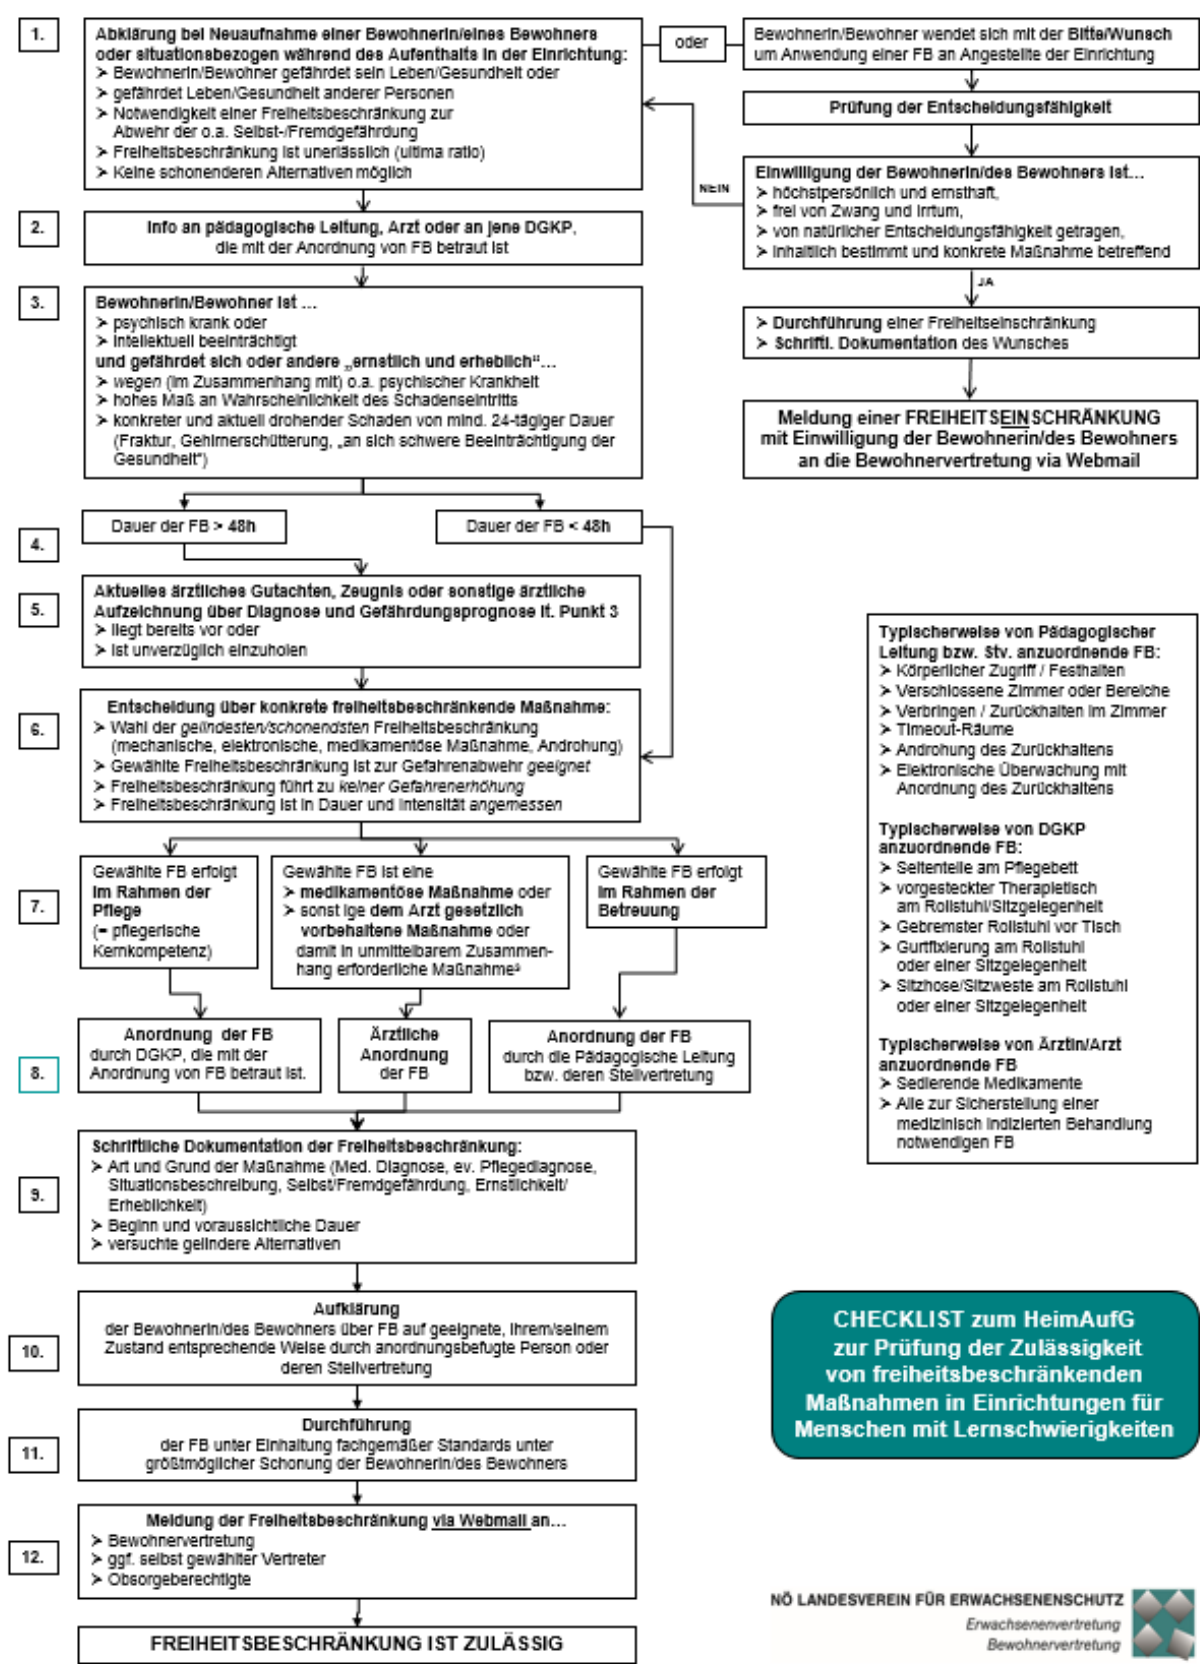 1.
Abklärung bei Neuaufnahme einer Bewohnerin/eines Bewohners
oder situationsbezogen während des Aufenthalts in der Einrichtung:
➢ Bewohnerin/Bewohner gefährdet sein Leben/Gesundheit oder
➢ gefährdet Leben/Gesundheit anderer Personen
➢ Notwendigkeit einer Freiheitsbeschränkung zur
Abwehr der o.a. Selbst-/Fremdgefährdung
➢ Freiheitsbeschränkung ist unerlässlich (ultima ratio)
➢ Keine schonenderen Alternativen möglich
oder
Bewohnerin/Bewohner wendet sich mit der Bitte/Wunsch
um Anwendung einer FB an Angestellte der Einrichtung
Prüfung der Entscheidungsfähigkeit
Einwilligung der Bewohnerin/des Bewohners ist…
➢ höchstpersönlich und ernsthaft,
➢ frei von Zwang und Irrtum,
➢ von natürlicher Entscheidungsfähigkeit getragen,
➢ inhaltlich bestimmt und konkrete Maßnahme betreffend
NEIN
JA
➢ Durchführung einer Freiheitseinschränkung
➢ Schriftl. Dokumentation des Wunsches
Meldung einer FREIHEITSEINSCHRÄNKUNG
mit Einwilligung der Bewohnerin/des Bewohners
an die Bewohnervertretung via Webmail
2.
Info an pädagogische Leitung, Arzt oder an jene DGKP,
die mit der Anordnung von FB betraut ist
3.
Bewohnerin/Bewohner ist …
➢ psychisch krank oder
➢ intellektuell beeinträchtigt
und gefährdet sich oder andere „ernstlich und erheblich“…
➢ wegen (im Zusammenhang mit) o.a. psychischer Krankheit
➢ hohes Maß an Wahrscheinlichkeit des Schadenseintritts
➢ konkreter und aktuell drohender Schaden von mind. 24-tägiger Dauer
(Fraktur, Gehirnerschütterung, „an sich schwere Beeinträchtigung der
Gesundheit“)
4.
Dauer der FB > 48h
Dauer der FB < 48h
5.
Aktuelles ärztliches Gutachten, Zeugnis oder sonstige ärztliche
Aufzeichnung über Diagnose und Gefährdungsprognose lt. Punkt 3
➢ liegt bereits vor oder
➢ ist unverzüglich einzuholen
6.
Entscheidung über konkrete freiheitsbeschränkende Maßnahme:
➢ Wahl der gelindesten/schonendsten Freiheitsbeschränkung
(mechanische, elektronische, medikamentöse Maßnahme, Androhung)
➢ Gewählte Freiheitsbeschränkung ist zur Gefahrenabwehr geeignet
➢ Freiheitsbeschränkung führt zu keiner Gefahrenerhöhung
➢ Freiheitsbeschränkung ist in Dauer und Intensität angemessen
7.
Gewählte FB erfolgt
im Rahmen der
Pflege
(= pflegerische
Kernkompetenz)
Gewählte FB ist eine
➢ medikamentöse Maßnahme oder
➢ sonst ige dem Arzt gesetzlich
vorbehaltene Maßnahme oder
damit in unmittelbarem Zusammen-
hang erforderliche Maßnahme³
Gewählte FB erfolgt
im Rahmen der
Betreuung
8.
Anordnung der FB
durch DGKP, die mit der
Anordnung von FB betraut ist.
Ärztliche
Anordnung
der FB
Anordnung der FB
durch die Pädagogische Leitung
bzw. deren Stellvertretung
9.
Schriftliche Dokumentation der Freiheitsbeschränkung:
➢ Art und Grund der Maßnahme (Med. Diagnose, ev. Pflegediagnose,
Situationsbeschreibung, Selbst/Fremdgefährdung, Ernstlichkeit/
Erheblichkeit)
➢ Beginn und voraussichtliche Dauer
➢ versuchte gelindere Alternativen
10.
Aufklärung
der Bewohnerin/des Bewohners über FB auf geeignete, ihrem/seinem
Zustand entsprechende Weise durch anordnungsbefugte Person oder
deren Stellvertretung
11.
Durchführung
der FB unter Einhaltung fachgemäßer Standards unter
größtmöglicher Schonung der Bewohnerin/des Bewohners
12.
Meldung der Freiheitsbeschränkung via Webmail an…
➢ Bewohnervertretung
➢ ggf. selbst gewählter Vertreter
➢ Obsorgeberechtigte
FREIHEITSBESCHRÄNKUNG IST ZULÄSSIG
Typischerweise von Pädagogischer
Leitung bzw. Stv. anzuordnende FB:
➢ Körperlicher Zugriff / Festhalten
➢ Verschlossene Zimmer oder Bereiche
➢ Verbringen / Zurückhalten im Zimmer
➢ Timeout-Räume
➢ Androhung des Zurückhaltens
➢ Elektronische Überwachung mit
Anordnung des Zurückhaltens
Typischerweise von DGKP
anzuordnende FB:
➢ Seitenteile am Pflegebett
➢ vorgesteckter Therapietisch
am Rollstuhl/Sitzgelegenheit
➢ Gebremster Rollstuhl vor Tisch
➢ Gurtfixierung am Rollstuhl
oder einer Sitzgelegenheit
➢ Sitzhose/Sitzweste am Rollstuhl
oder einer Sitzgelegenheit
Typischerweise von Ärztin/Arzt
anzuordnende FB
➢ Sedierende Medikamente
➢ Alle zur Sicherstellung einer
medizinisch indizierten Behandlung
notwendigen FB
CHECKLIST zum HeimAufG
zur Prüfung der Zulässigkeit
von freiheitsbeschränkenden
Maßnahmen in Einrichtungen für
Menschen mit Lernschwierigkeiten
NÖ LANDESVEREIN FÜR ERWACHSENENSCHUTZ
Erwachsenenvertretung
Bewohnervertretung